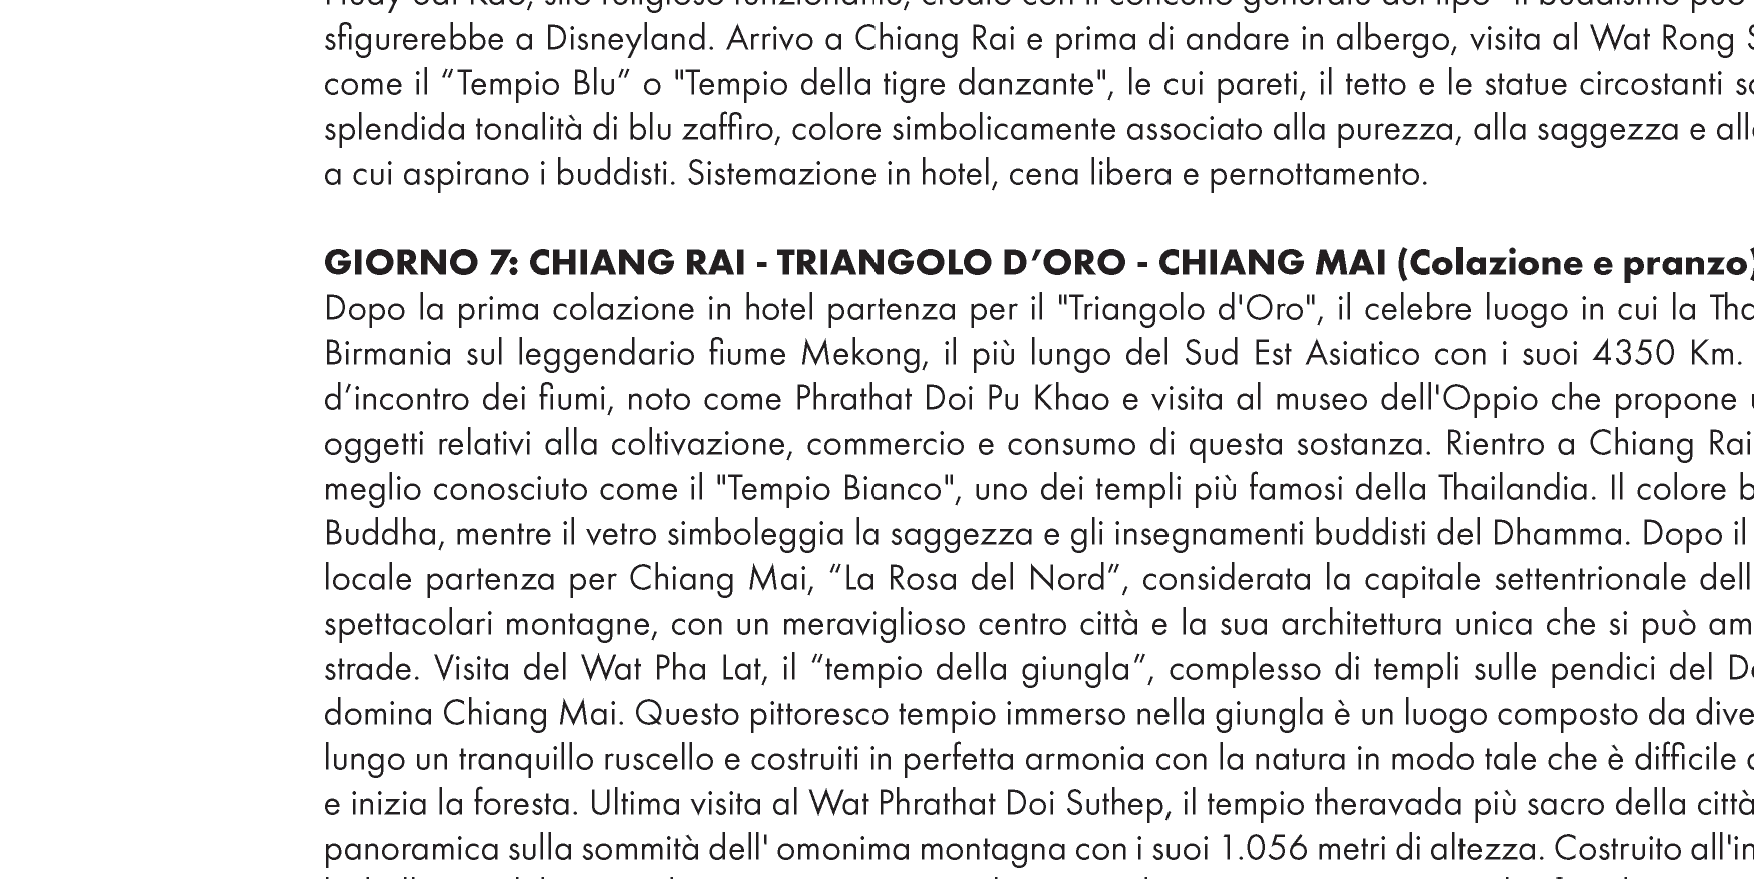 sfigurerebbe a Disneyland. Arrivo a Chiang Rai e prima di andare in albergo, visita al Wat Rong
come il “Tempio Blu” o "Tempio della tigre danzante", le cui pareti, il tetto e le statue circostanti
splendida tonalità di blu zaffiro, colore simbolicamente associato alla purezza, alla saggezza e
a cui aspirano i buddisti. Sistemazione in hotel, cena libera e pernottamento.
GIORNO 7: CHIANG RAI - TRIANGOLO D’ORO - CHIANG MAI (Colazione e pranzo)
Dopo la prima colazione in hotel partenza per il "Triangolo d'Oro", il celebre luogo in cui la
Birmania sul leggendario fiume Mekong, il più lungo del Sud Est Asiatico con i suoi 4350 Km.
d’incontro dei fiumi, noto come Phrathat Doi Pu Khao e visita al museo dell'Oppio che propone
oggetti relativi alla coltivazione, commercio e consumo di questa sostanza. Rientro a Chiang Rai
meglio conosciuto come il "Tempio Bianco", uno dei templi più famosi della Thailandia. Il colore
Buddha, mentre il vetro simboleggia la saggezza e gli insegnamenti buddisti del Dhamma. Dopo il
locale partenza per Chiang Mai, “La Rosa del Nord”, considerata la capitale settentrionale
spettacolari montagne, con un meraviglioso centro città e la sua architettura unica che si può
strade. Visita del Wat Pha Lat, il “tempio della giungla”, complesso di templi sulle pendici del
domina Chiang Mai. Questo pittoresco tempio immerso nella giungla è un luogo composto da
lungo un tranquillo ruscello e costruiti in perfetta armonia con la natura in modo tale che è difficile
e inizia la foresta. Ultima visita al Wat Phrathat Doi Suthep, il tempio theravada più sacro della città
panoramica sulla sommità dell' omonima montagna con i suoi 1.056 metri di altezza. Costruito